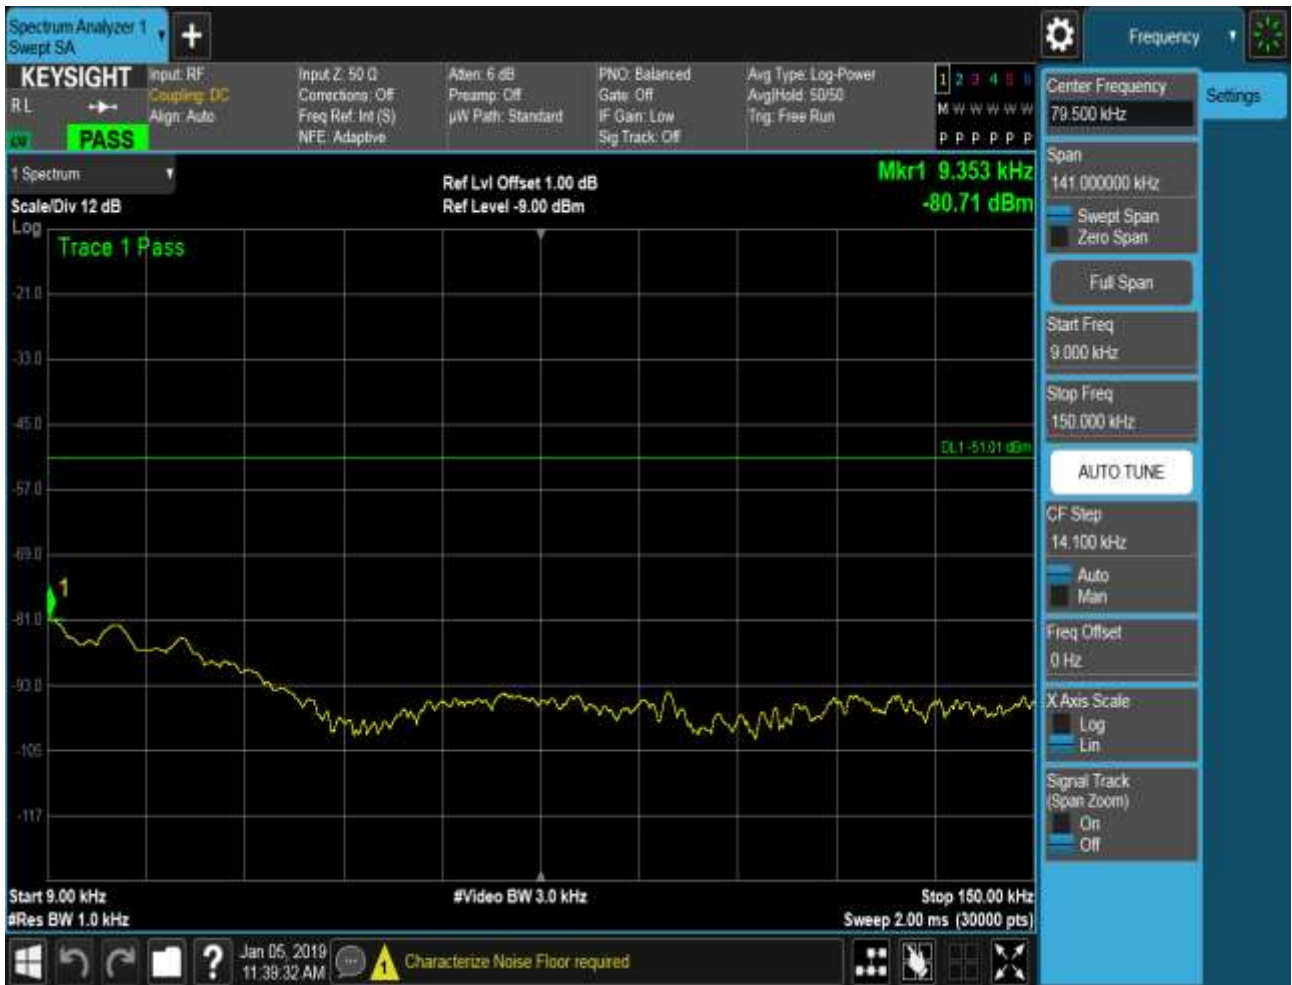 Spectrum Analyzer 1
Swept SA
+
Frequency
KEYSIGHT
R L
PASS
Input: RF
Coupling: DC
Align: Auto
Input Z: 50 Ω
Corrections: Off
Freq Ref: Int (S)
NFE: Adaptive
Atten: 6 dB
Preamp: Off
µW Path: Standard
PNO: Balanced
Gate: Off
IF Gain: Low
Sig Track: Off
Avg Type: Log-Power
Avg|Hold: 50/50
Trig: Free Run
1 2 3 4 5 6
M W W W W W
P P P P P P
1 Spectrum
Scale/Div 12 dB
Log
Ref Lvl Offset 1.00 dB
Ref Level -9.00 dBm
Mkr1 9.353 kHz
-80.71 dBm
Trace 1 Pass
-21.0
-33.0
-45.0
DL1 -51.01 dBm
-57.0
-69.0
1
-81.0
-93.0
-105
-117
Start 9.00 kHz
#Video BW 3.0 kHz
Stop 150.00 kHz
#Res BW 1.0 kHz
Sweep 2.00 ms (30000 pts)
Center Frequency
79.500 kHz
Settings
Span
141.000000 kHz
Swept Span
Zero Span
Full Span
Start Freq
9.000 kHz
Stop Freq
150.000 kHz
AUTO TUNE
CF Step
14.100 kHz
Auto
Man
Freq Offset
0 Hz
X Axis Scale
Log
Lin
Signal Track
(Span Zoom)
On
Off
?
Jan 05, 2019
11:39:32 AM
1
Characterize Noise Floor required